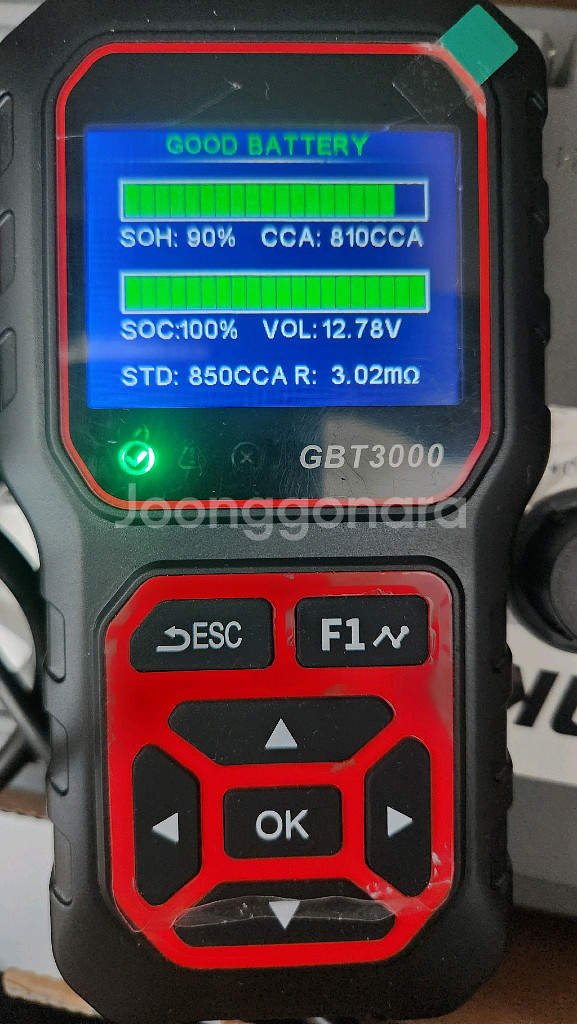 GOOD BATTERY
SOH: 90% CCA: 810CCA
SOC:100% VOL: 12.78V
STD: 850CCA R: 3.02mΩ
GBT3000
Joonggonara
ESC
F1
OK